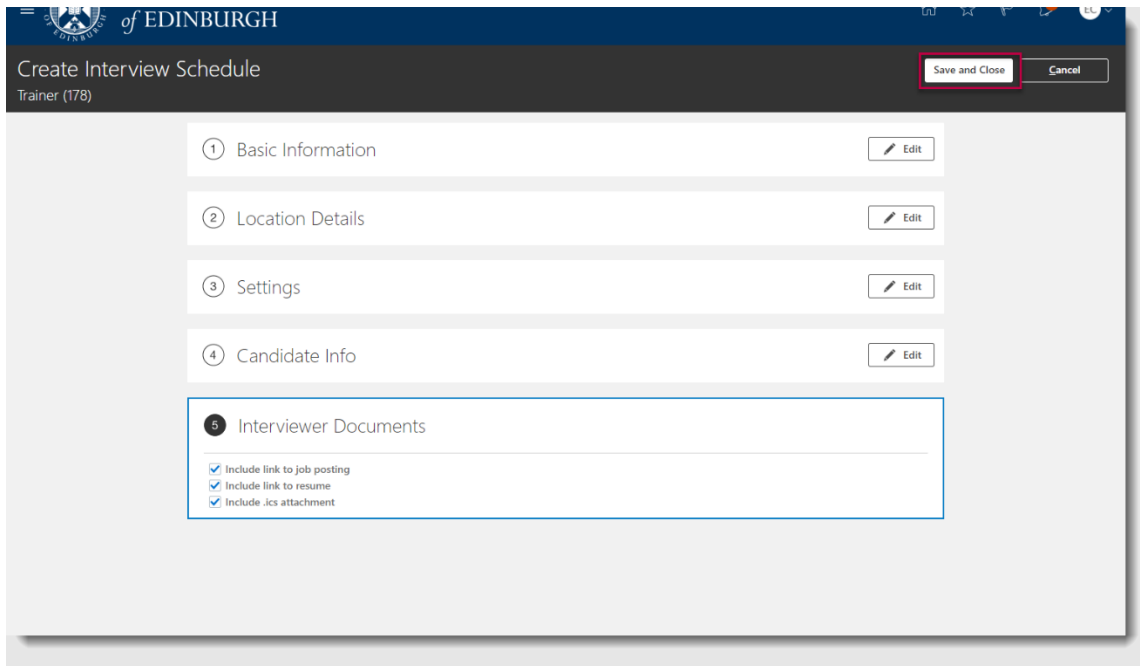 of EDINBURGH
EC
Create Interview Schedule
Trainer (178)
Save and Close
Cancel
1 Basic Information
Edit
2 Location Details
Edit
3 Settings
Edit
4 Candidate Info
Edit
5 Interviewer Documents
Include link to job posting
Include link to resume
Include .ics attachment